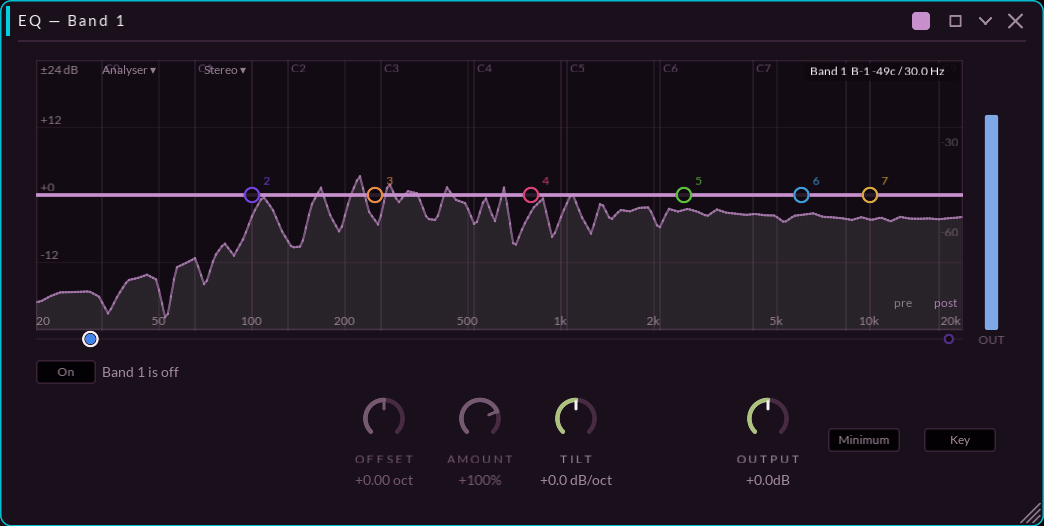 EQ — Band 1
±24 dB Analyser ▾ Stereo ▾ C2 C3 C4 C5 C6 C7 Band 1 B-1 -49c / 30.0 Hz
+12
-30
2 3 4 5 6 7
+0
-60
-12
pre post
20 50 100 200 500 1k 2k 5k 10k 20k
OUT
On Band 1 is off
Minimum Key
OFFSET AMOUNT TILT OUTPUT
+0.00 oct +100% +0.0 dB/oct +0.0dB